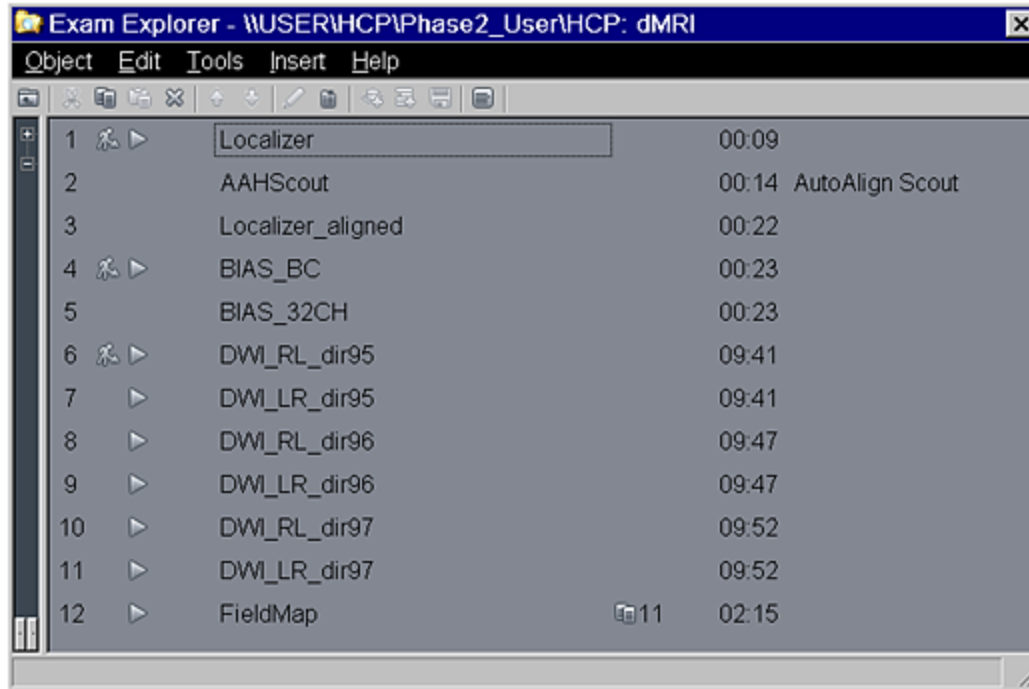 Exam Explorer - \\USER\HCP\Phase2_User\HCP: dMRI
Object Edit Tools Insert Help
1 Localizer 00:09
2 AAHScout 00:14 AutoAlign Scout
3 Localizer_aligned 00:22
4 BIAS_BC 00:23
5 BIAS_32CH 00:23
6 DWI_RL_dir95 09:41
7 DWI_LR_dir95 09:41
8 DWI_RL_dir96 09:47
9 DWI_LR_dir96 09:47
10 DWI_RL_dir97 09:52
11 DWI_LR_dir97 09:52
12 FieldMap 11 02:15